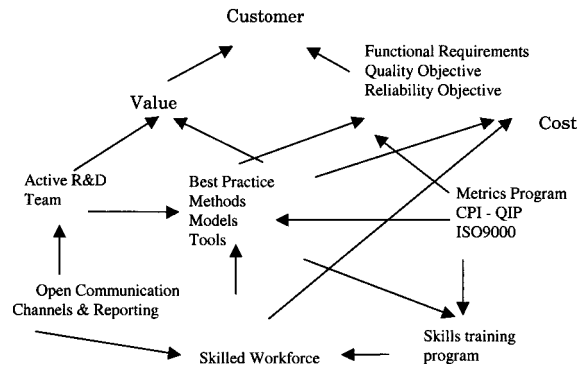 Customer
Functional Requirements
Quality Objective
Reliability Objective
Value
Cost
Active R&D
Team
Best Practice
Methods
Models
Tools
Metrics Program
CPI - QIP
ISO9000
Open Communication
Channels & Reporting
Skilled Workforce
Skills training
program